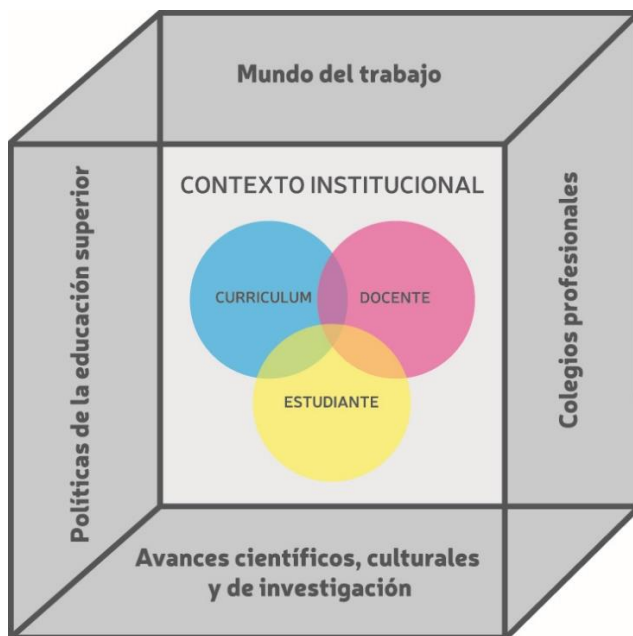 Mundo del trabajo
Políticas de la educación superior
CONTEXTO INSTITUCIONAL
CURRICULUM
DOCENTE
ESTUDIANTE
Colegios profesionales
Avances científicos, culturales
y de investigación